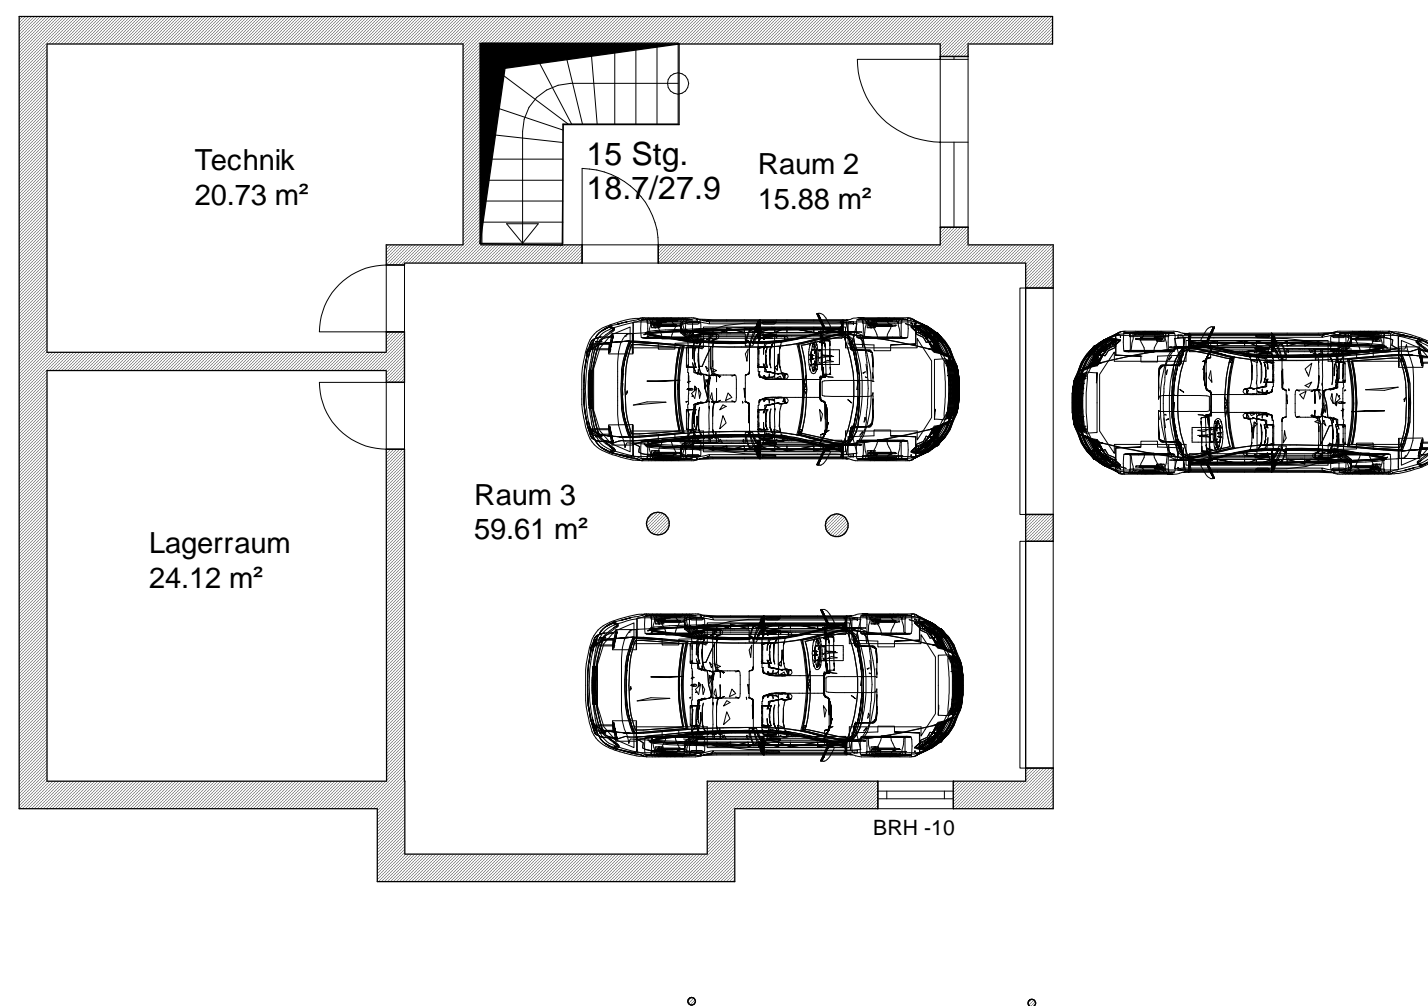 Technik
20.73 m²
15 Stg.
18.7/27.9
Raum 2
15.88 m²
Raum 3
59.61 m²
Lagerraum
24.12 m²
BRH -10